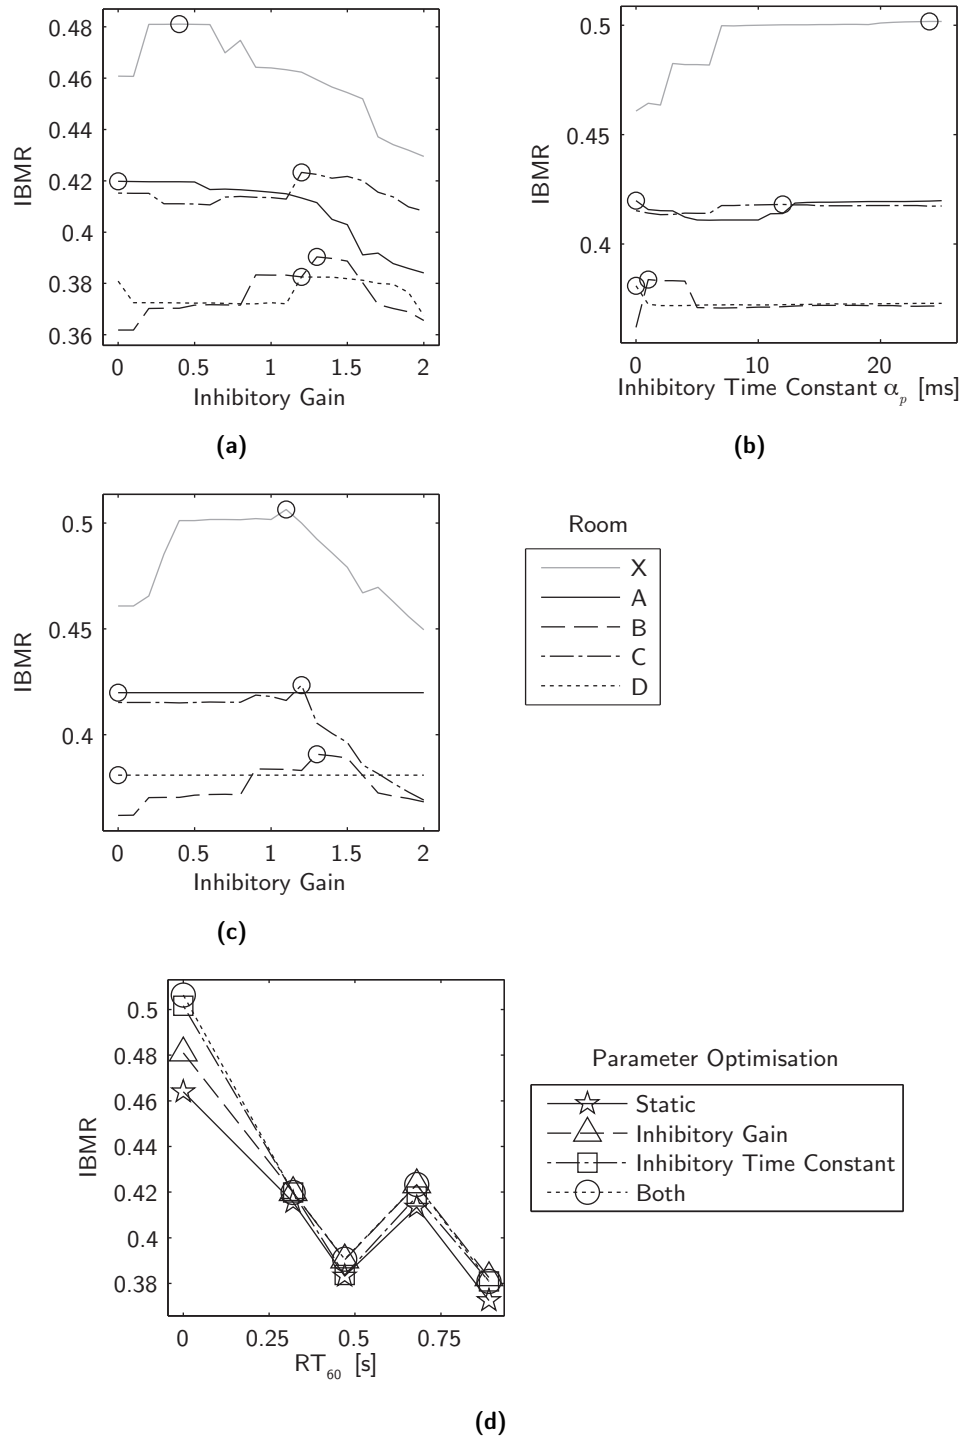 0.48
0.46
0.44
0.42
0.4
0.38
0.36
IBMR
0 0.5 1 1.5 2
Inhibitory Gain
(a)
0.5
0.45
0.4
IBMR
0 10 20
Inhibitory Time Constant αp [ms]
(b)
0.5
0.45
0.4
IBMR
0 0.5 1 1.5 2
Inhibitory Gain
(c)
Room
X
A
B
C
D
0.5
0.48
0.46
0.44
0.42
0.4
0.38
IBMR
0 0.25 0.5 0.75
RT60 [s]
Parameter Optimisation
Static
Inhibitory Gain
Inhibitory Time Constant
Both
(d)